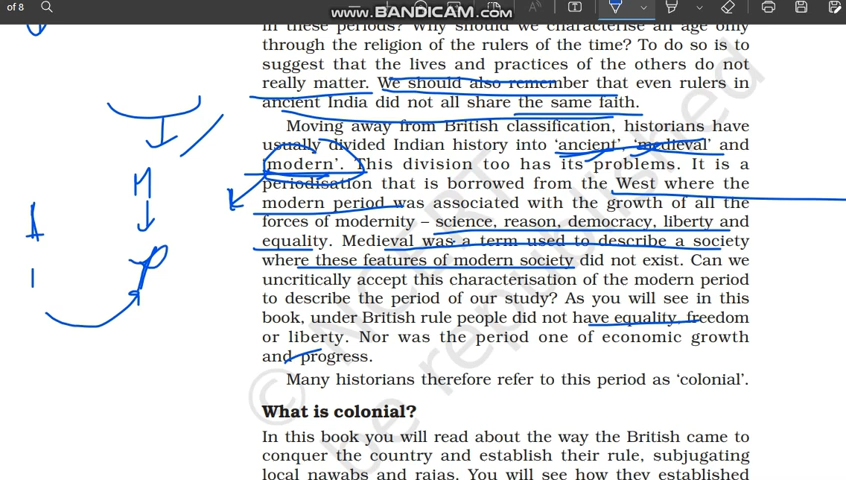 www.BANDICAM.com
of 8
in these periods? Why should we characterise an age only
through the religion of the rulers of the time? To do so is to
suggest that the lives and practices of the others do not
really matter. We should also remember that even rulers in
ancient India did not all share the same faith.
Moving away from British classification, historians have
usually divided Indian history into ‘ancient’, ‘medieval’ and
‘modern’. This division too has its problems. It is a
periodisation that is borrowed from the West where the
modern period was associated with the growth of all the
forces of modernity – science, reason, democracy, liberty and
equality. Medieval was a term used to describe a society
where these features of modern society did not exist. Can we
uncritically accept this characterisation of the modern period
to describe the period of our study? As you will see in this
book, under British rule people did not have equality, freedom
or liberty. Nor was the period one of economic growth
and progress.
Many historians therefore refer to this period as ‘colonial’.
What is colonial?
In this book you will read about the way the British came to
conquer the country and establish their rule, subjugating
local nawabs and rajas. You will see how they established
M
© NCERT
be republished